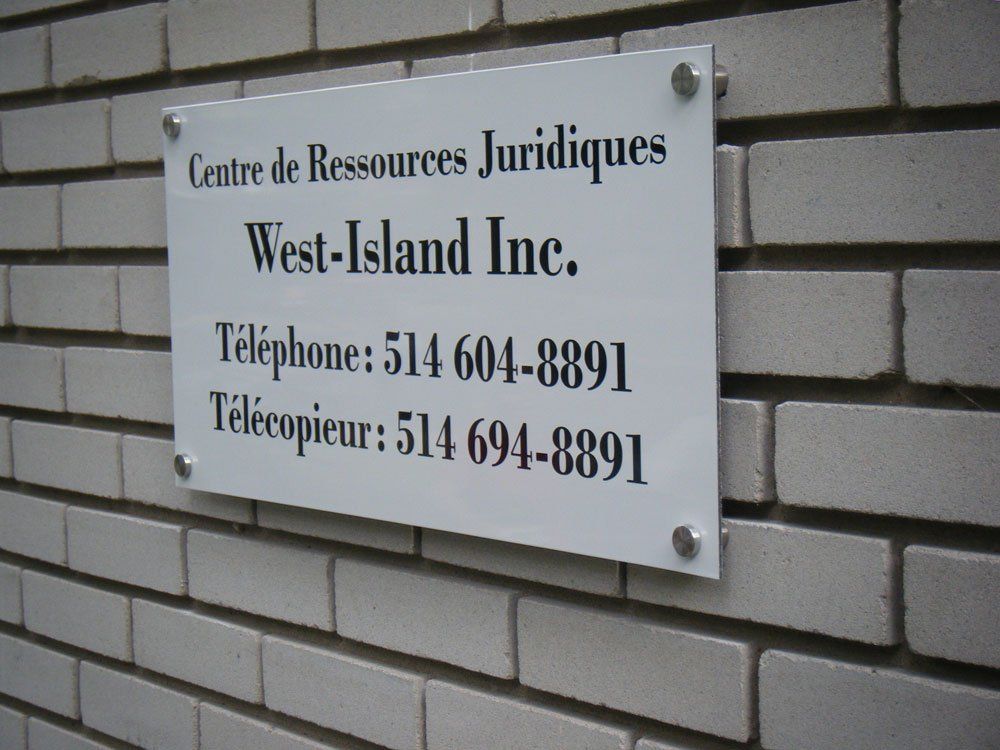 Centre de Ressources Juridiques
West-Island Inc.
Téléphone: 514 604-8891
Télécopieur: 514 694-8891